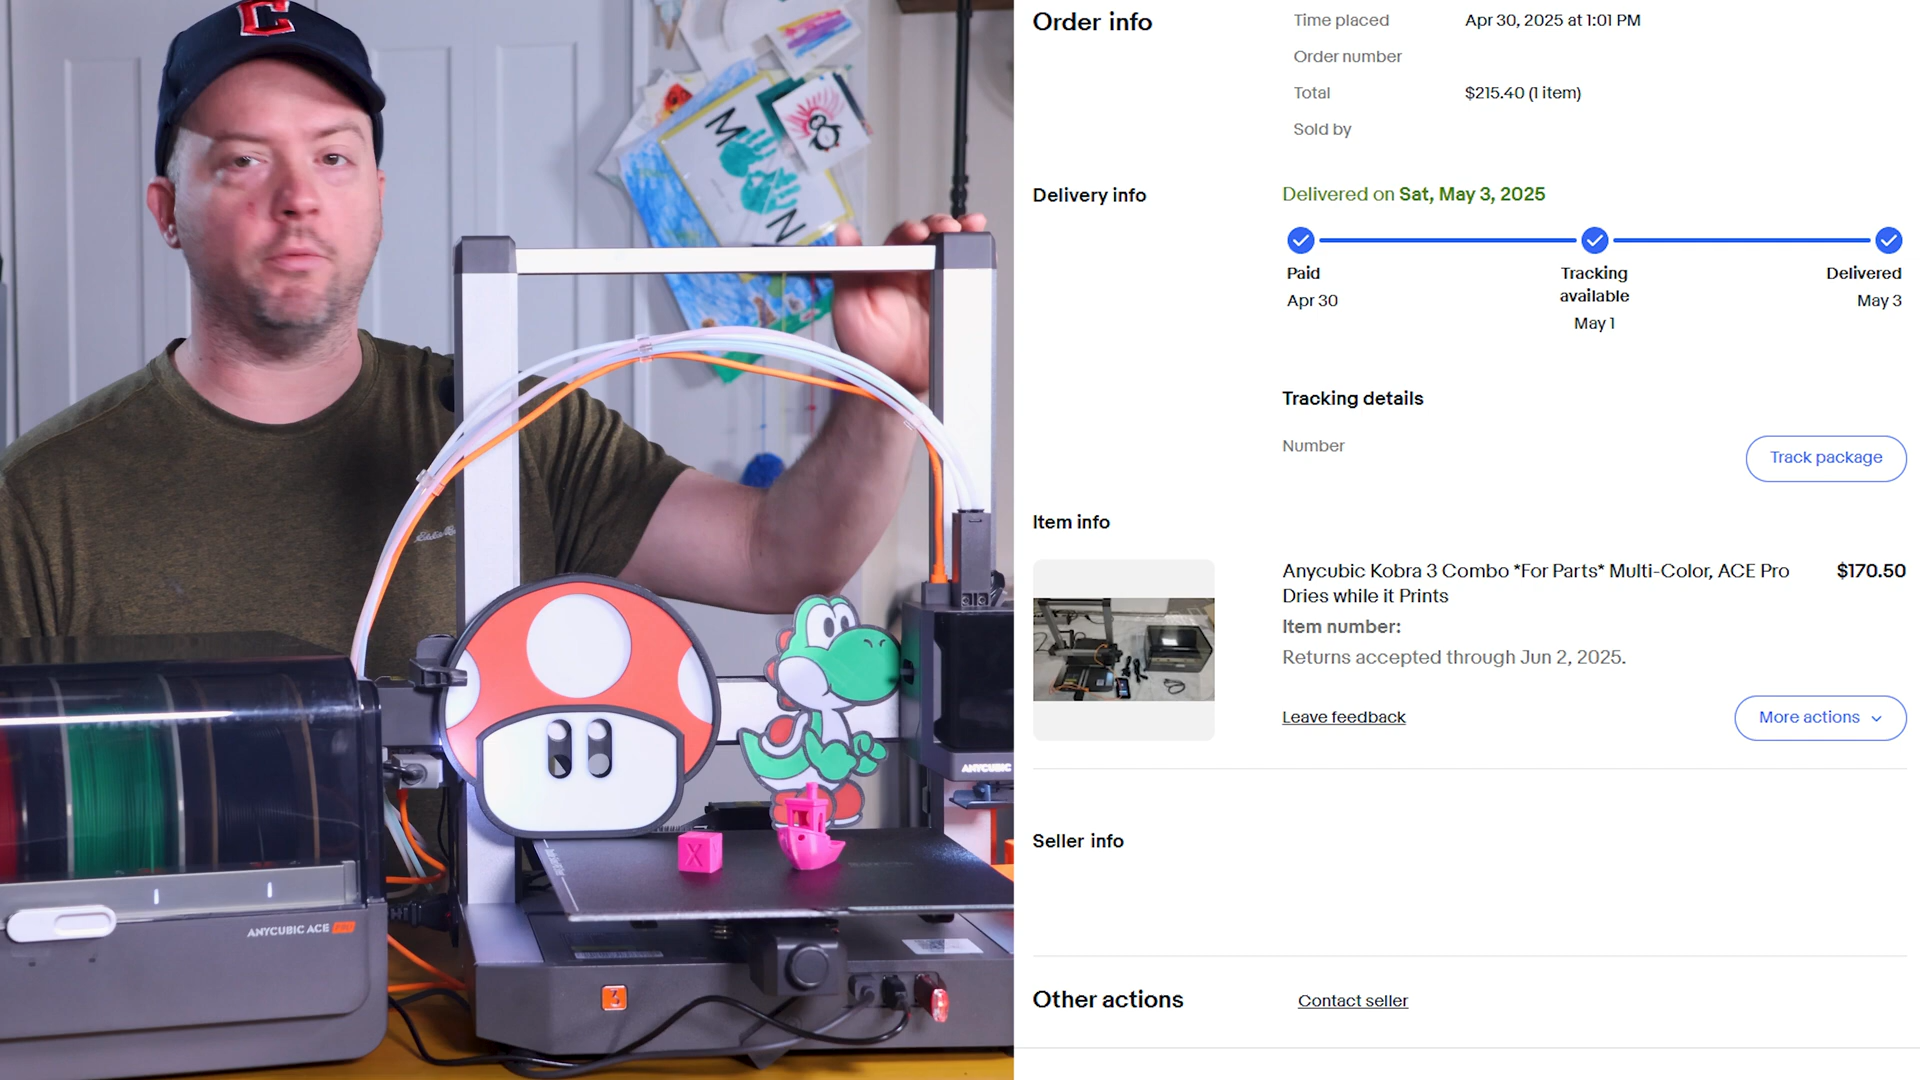 C
M
N
ANYCUBIC
X
ANYCUBIC ACE PRO
Order info
Time placed
Apr 30, 2025 at 1:01 PM
Order number
Total
$215.40 (1 item)
Sold by
Delivery info
Delivered on Sat, May 3, 2025
Paid
Apr 30
Tracking
available
May 1
Delivered
May 3
Tracking details
Number
Track package
Item info
Anycubic Kobra 3 Combo *For Parts* Multi-Color, ACE Pro
Dries while it Prints
$170.50
Item number:
Returns accepted through Jun 2, 2025.
Leave feedback
More actions
Seller info
Other actions
Contact seller